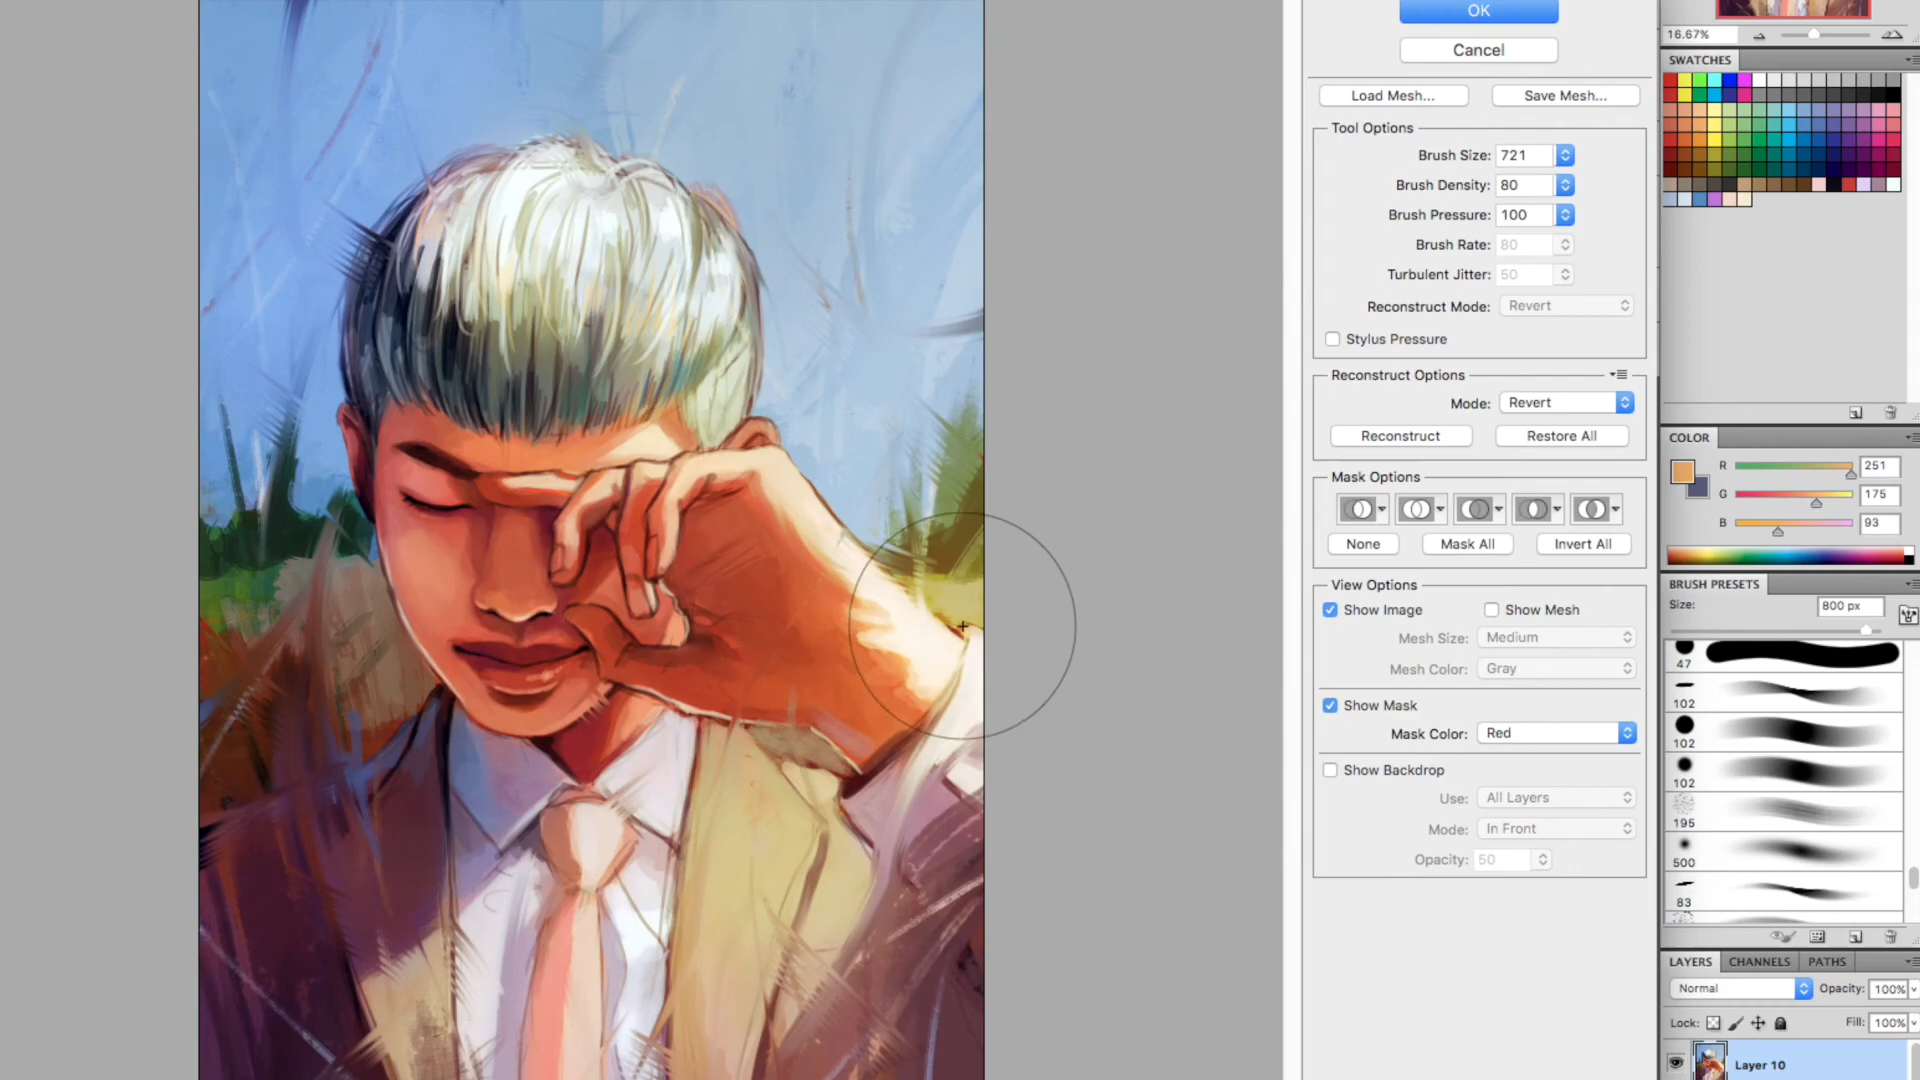 OK
Cancel
Load Mesh... Save Mesh...
Tool Options
Brush Size: 721
Brush Density: 80
Brush Pressure: 100
Brush Rate: 80
Turbulent Jitter: 50
Reconstruct Mode: Revert
Stylus Pressure
Reconstruct Options
Mode: Revert
Reconstruct Restore All
Mask Options
None Mask All Invert All
View Options
Show Image Show Mesh
Mesh Size: Medium
Mesh Color: Gray
Show Mask
Mask Color: Red
Show Backdrop
Use: All Layers
Mode: In Front
Opacity: 50
16.67%
SWATCHES
COLOR
R 251
G 175
B 93
BRUSH PRESETS
Size: 800 px
47
102
102
102
195
500
83
LAYERS CHANNELS PATHS
Normal Opacity: 100%
Lock: Fill: 100%
Layer 10